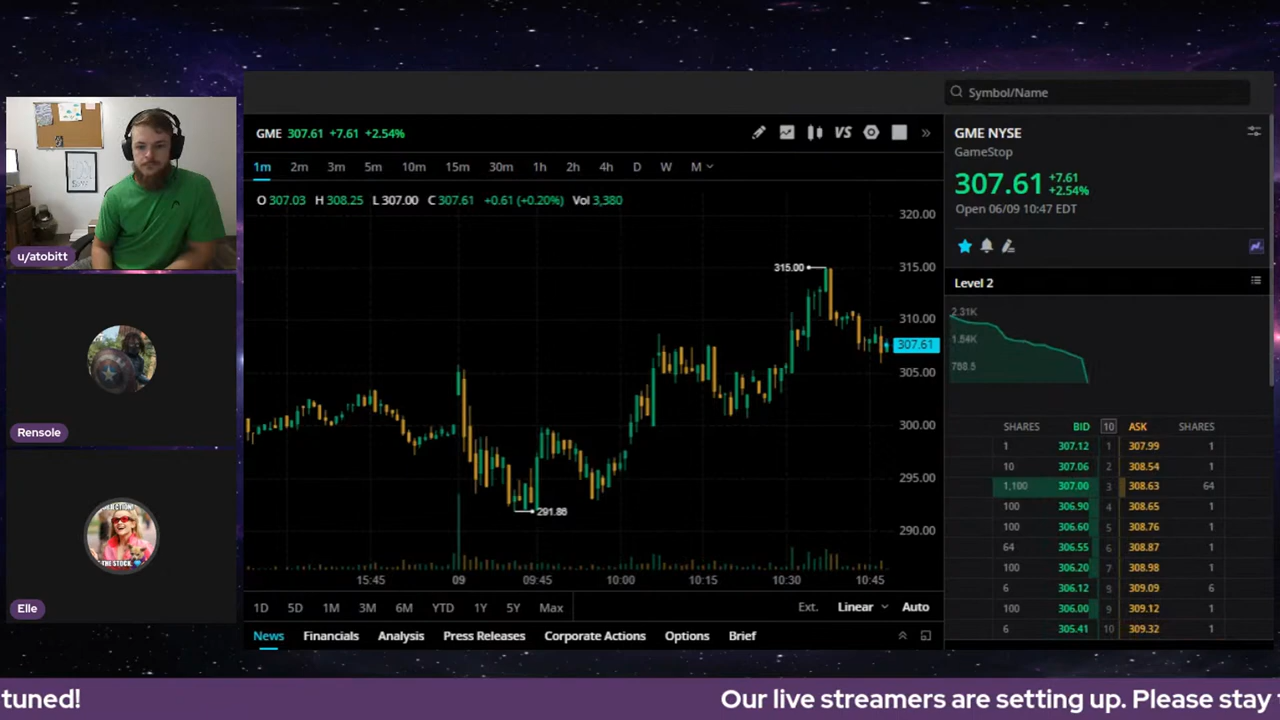 u/atobitt
Rensole
Elle
THE STOCK.
GME 307.61 +7.61 +2.54%
VS
1m 2m 3m 5m 10m 15m 30m 1h 2h 4h D W M
O 307.03 H 308.25 L 307.00 C 307.61 +0.61 (+0.20%) Vol 3,380
320.00
315.00
315.00
310.00
307.61
305.00
300.00
295.00
291.86
290.00
15:45 09 09:45 10:00 10:15 10:30 10:45
1D 5D 1M 3M 6M YTD 1Y 5Y Max Ext. Linear Auto
News Financials Analysis Press Releases Corporate Actions Options Brief
Symbol/Name
GME NYSE
GameStop
307.61 +7.61
+2.54%
Open 06/09 10:47 EDT
Level 2
2.31K
1.54K
768.5
SHARES BID 10 ASK SHARES
1 307.12 1 307.99 1
10 307.06 2 308.54 1
1,100 307.00 3 308.63 64
100 306.90 4 308.65 1
100 306.60 5 308.76 1
64 306.55 6 308.87 1
100 306.20 7 308.98 1
6 306.12 8 309.09 6
100 306.00 9 309.12 1
6 305.41 10 309.32 1
tuned! Our live streamers are setting up. Please stay